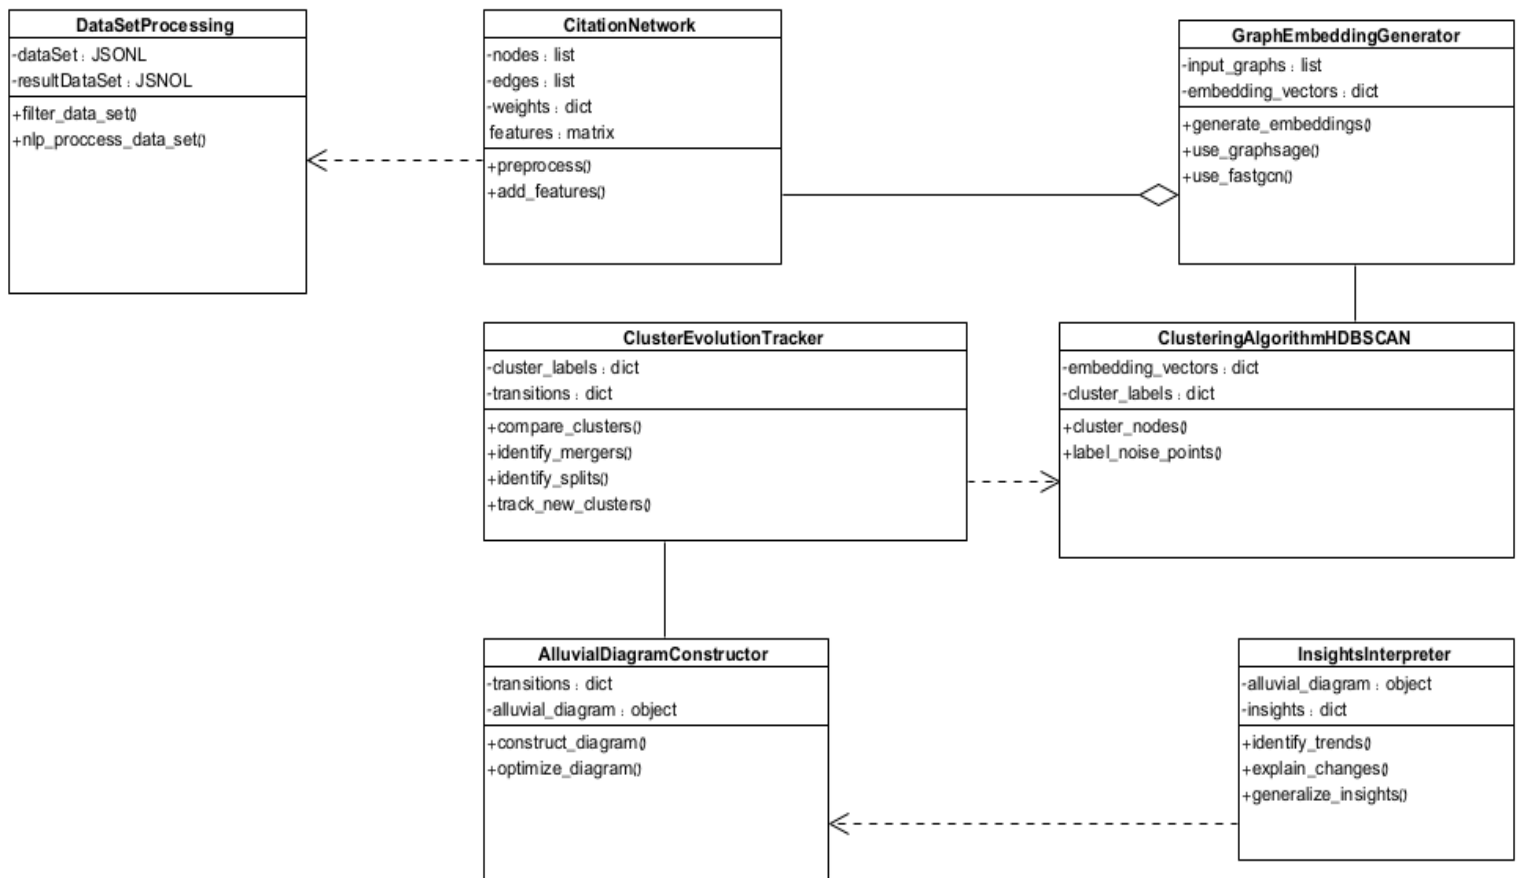 DataSetProcessing
-dataSet : JSONL
-resultDataSet : JSNOL
+filter_data_set()
+nlp_proccess_data_set()
CitationNetwork
-nodes : list
-edges : list
-weights : dict
features : matrix
+preprocess()
+add_features()
GraphEmbeddingGenerator
-input_graphs : list
-embedding_vectors : dict
+generate_embeddings()
+use_graphsage()
+use_fastgcn()
ClusterEvolutionTracker
-cluster_labels : dict
-transitions : dict
+compare_clusters()
+identify_mergers()
+identify_splits()
+track_new_clusters()
ClusteringAlgorithmHDBSCAN
-embedding_vectors : dict
-cluster_labels : dict
+cluster_nodes()
+label_noise_points()
AlluvialDiagramConstructor
-transitions : dict
-alluvial_diagram : object
+construct_diagram()
+optimize_diagram()
InsightsInterpreter
-alluvial_diagram : object
-insights : dict
+identify_trends()
+explain_changes()
+generalize_insights()